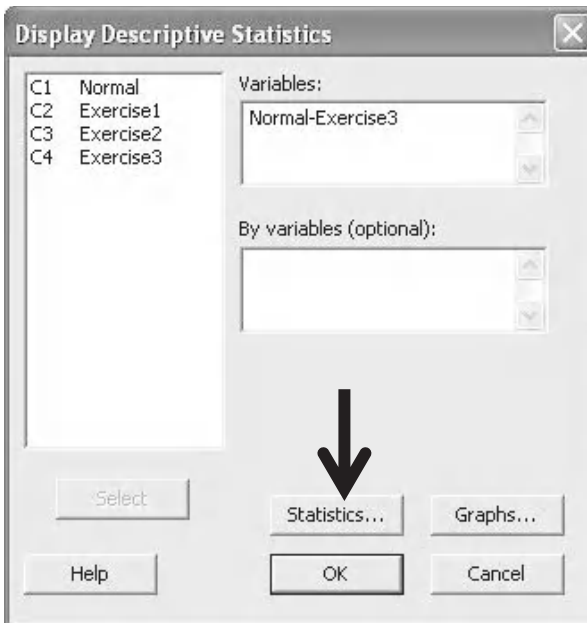 Display Descriptive Statistics
C1 Normal
C2 Exercise1
C3 Exercise2
C4 Exercise3
Variables:
Normal-Exercise3
By variables (optional):
Select
Statistics...
Graphs...
Help
OK
Cancel